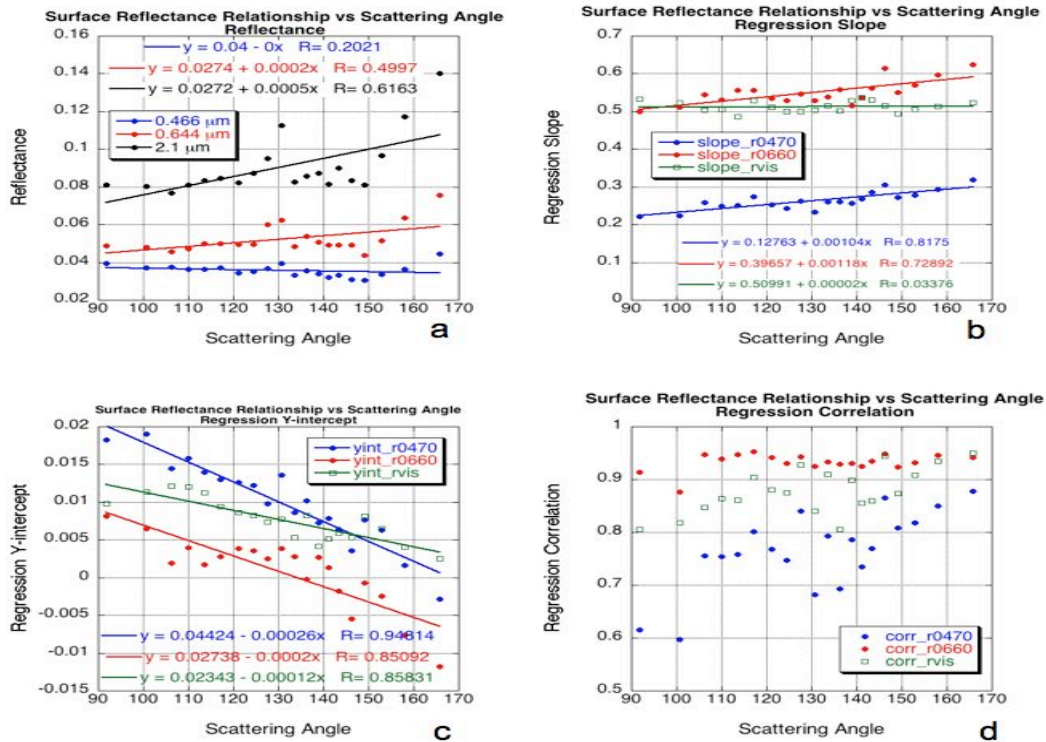 Surface Reflectance Relationship vs Scattering Angle
Reflectance
0.16
0.14
0.12
0.1
0.08
0.06
0.04
0.02
Reflectance
y = 0.04 - 0x R= 0.2021
y = 0.0274 + 0.0002x R= 0.4997
y = 0.0272 + 0.0005x R= 0.6163
0.466 μm
0.644 μm
2.1 μm
90 100 110 120 130 140 150 160 170
Scattering Angle
a
Surface Reflectance Relationship vs Scattering Angle
Regression Slope
0.7
0.6
0.5
0.4
0.3
0.2
0.1
0
Regression Slope
slope_r0470
slope_r0660
slope_rvis
y = 0.12763 + 0.00104x R= 0.8175
y = 0.39657 + 0.00118x R= 0.72892
y = 0.50991 + 0.00002x R= 0.03376
90 100 110 120 130 140 150 160 170
Scattering Angle
b
Surface Reflectance Relationship vs Scattering Angle
Regression Y-intercept
0.02
0.015
0.01
0.005
0
-0.005
-0.01
-0.015
Regression Y-intercept
yint_r0470
yint_r0660
yint_rvis
y = 0.04424 - 0.00026x R= 0.94814
y = 0.02738 - 0.0002x R= 0.85092
y = 0.02343 - 0.00012x R= 0.85831
90 100 110 120 130 140 150 160 170
Scattering Angle
c
Surface Reflectance Relationship vs Scattering Angle
Regression Correlation
1
0.9
0.8
0.7
0.6
0.5
Regression Correlation
corr_r0470
corr_r0660
corr_rvis
90 100 110 120 130 140 150 160 170
Scattering Angle
d